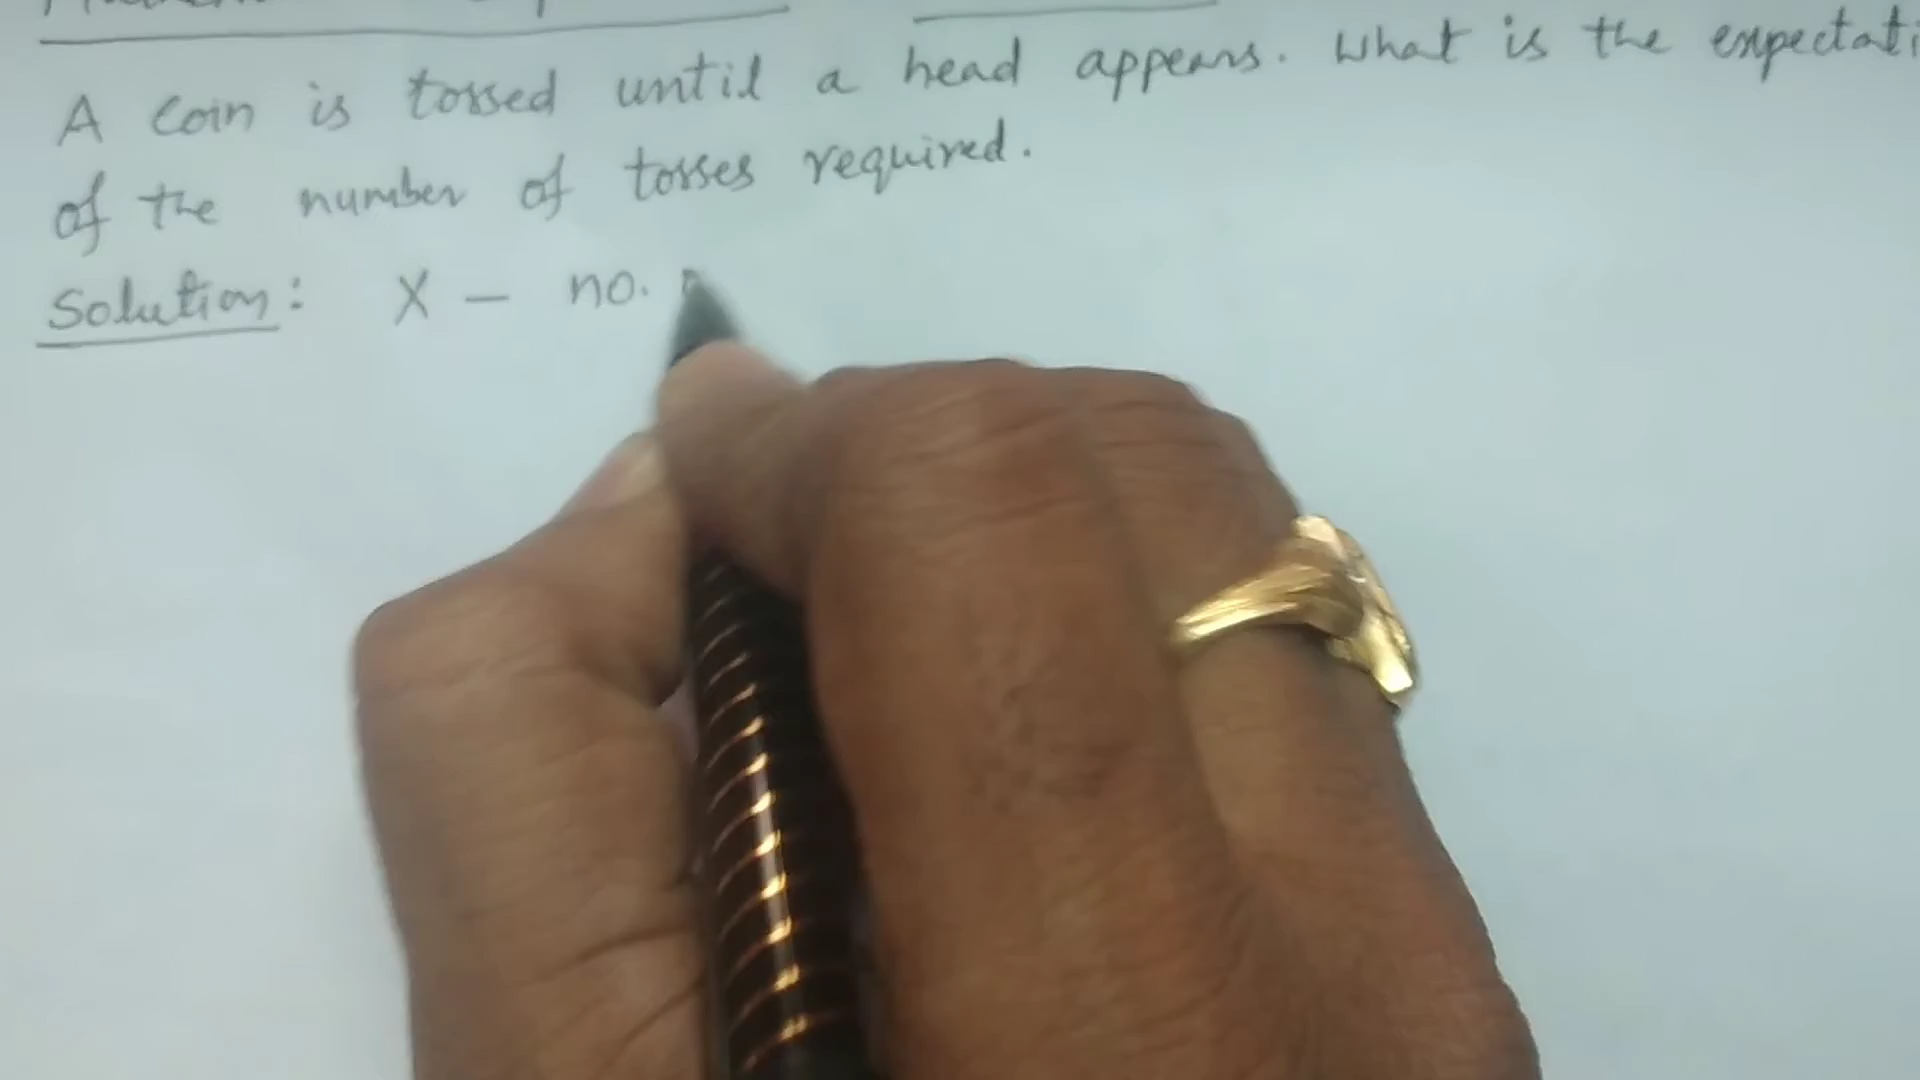 A coin is tossed until a head appears. What is the
of the number of tosses required.
Solution: X - no.